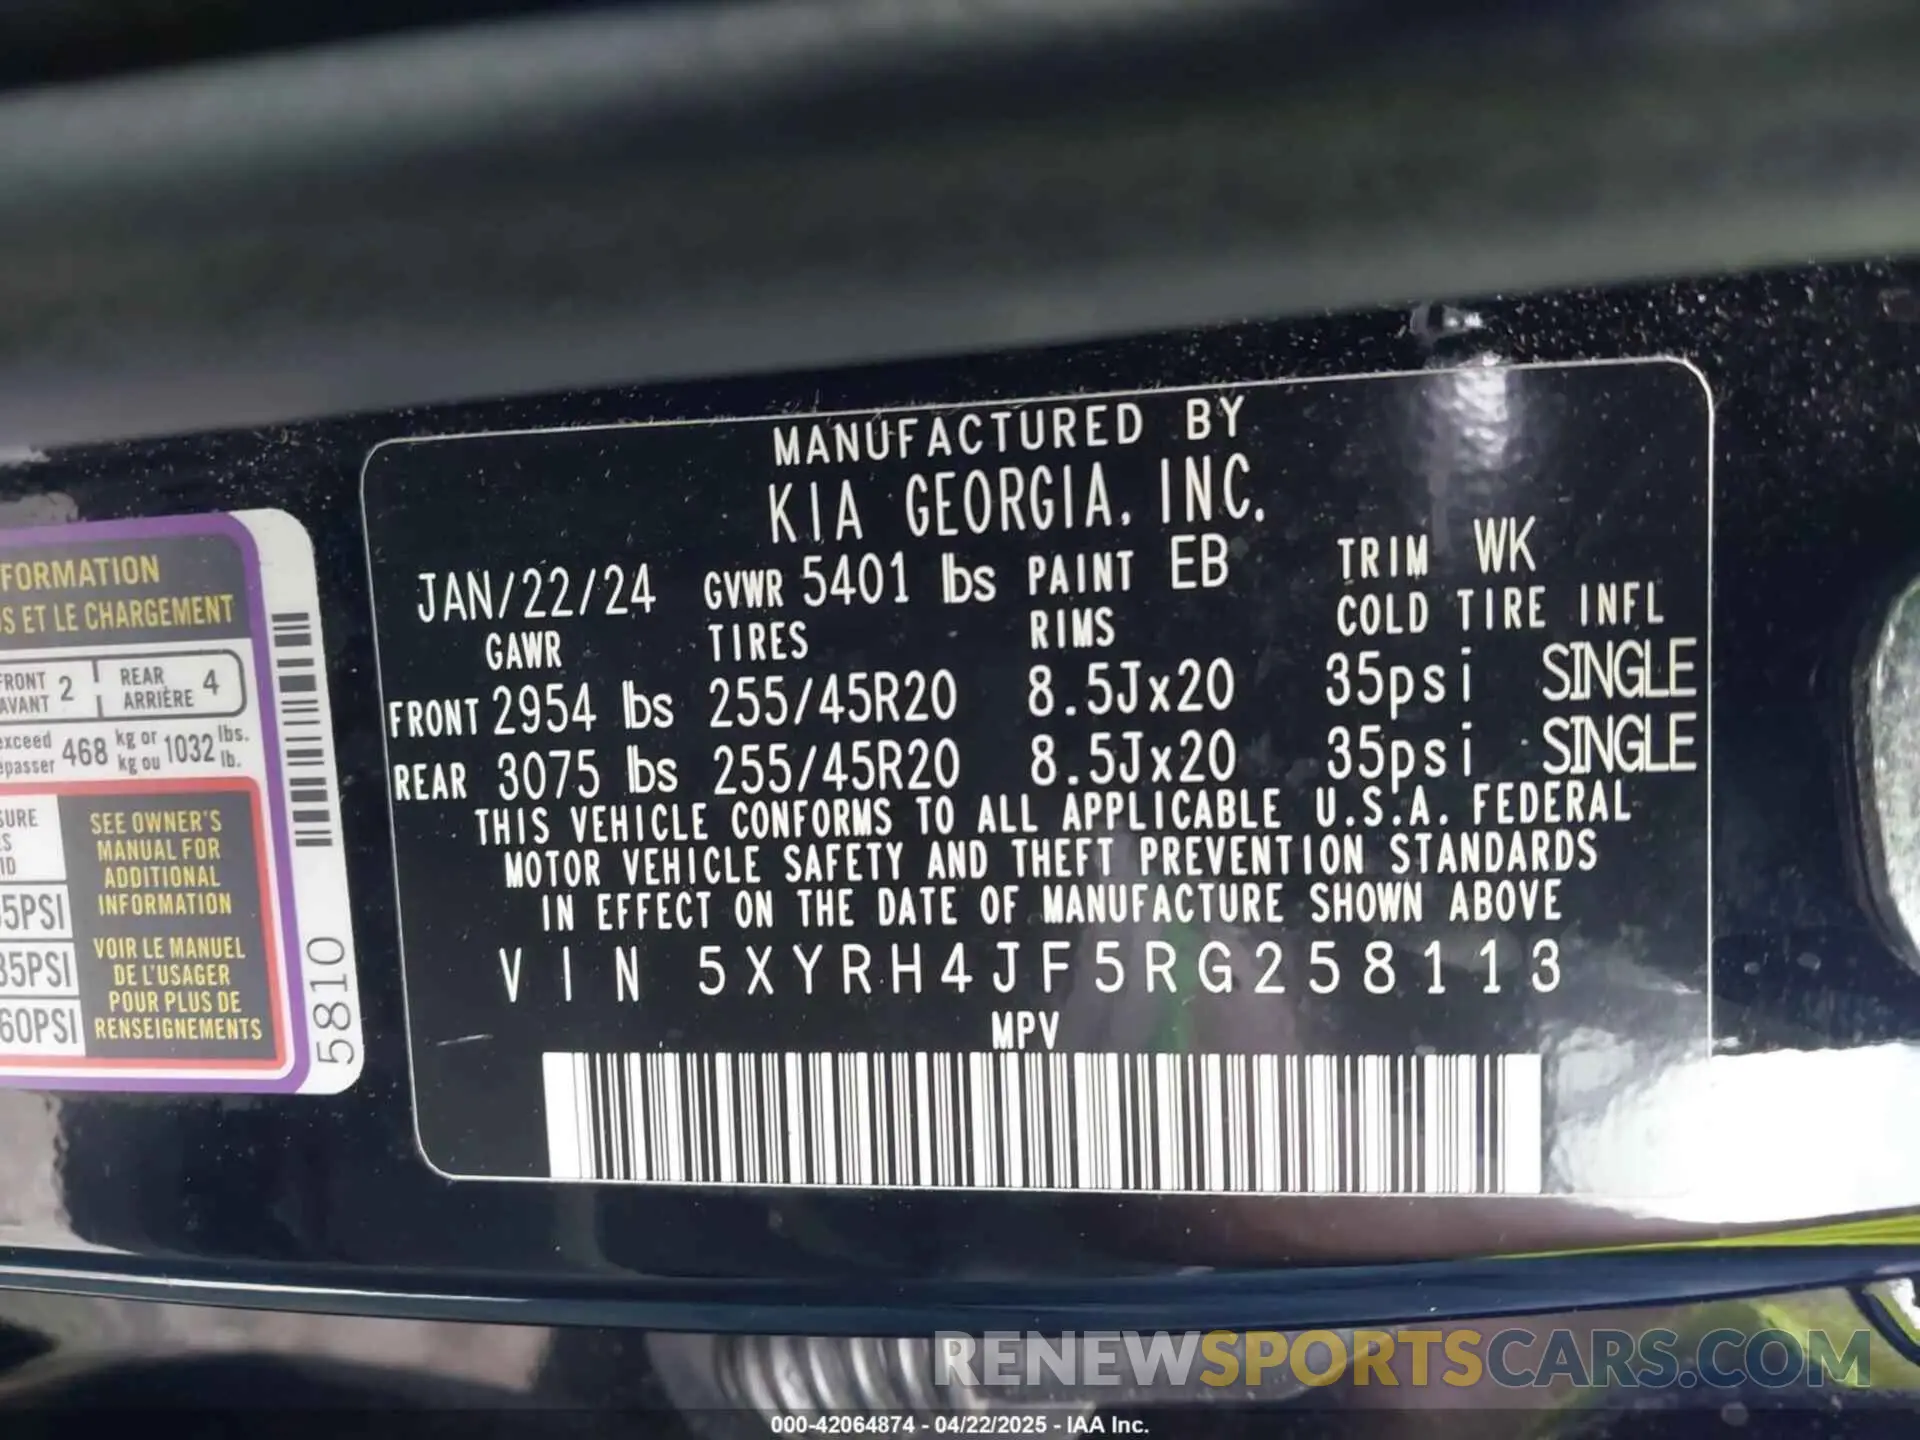 MANUFACTURED BY
KIA GEORGIA, INC.
JAN/22/24 GVWR 5401 lbs PAINT EB TRIM WK
GAWR TIRES RIMS COLD TIRE INFL
FRONT 2954 lbs 255/45R20 8.5Jx20 35psi SINGLE
REAR 3075 lbs 255/45R20 8.5Jx20 35psi SINGLE
THIS VEHICLE CONFORMS TO ALL APPLICABLE U.S.A. FEDERAL
MOTOR VEHICLE SAFETY AND THEFT PREVENTION STANDARDS
IN EFFECT ON THE DATE OF MANUFACTURE SHOWN ABOVE
VIN 5XYRH4JF5RG258113
MPV
FORMATION
ET LE CHARGEMENT
FRONT 2 REAR 4
AVANT ARRIÈRE
exceed 468 kg or 1032 lbs.
kg ou lb.
SEE OWNER'S
MANUAL FOR
ADDITIONAL
INFORMATION
VOIR LE MANUEL
DE L'USAGER
POUR PLUS DE
RENSEIGNEMENTS
5PSI
35PSI
60PSI
5810
RENEWSPORTSCARS.COM
000-42064874 - 04/22/2025 - IAA Inc.